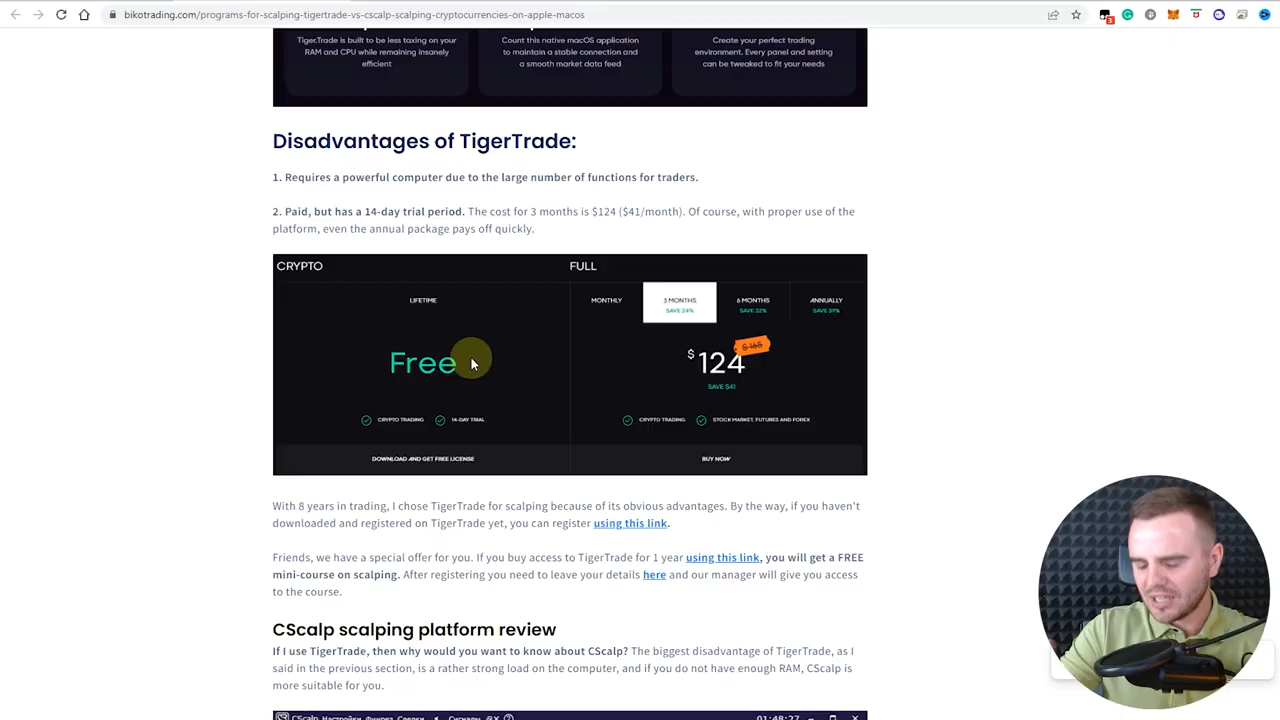 bikotrading.com/programs-for-scalping-tigertrade-vs-cscalp-scalping-cryptocurrencies-on-apple-macos
3
Tiger.Trade is built to be less taxing on your
RAM and CPU while remaining insanely
efficient
Count this native macOS application
to maintain a stable connection and
a smooth market data feed
Create your perfect trading
environment. Every panel and setting
can be tweaked to fit your needs
Disadvantages of TigerTrade:
1. Requires a powerful computer due to the large number of functions for traders.
2. Paid, but has a 14-day trial period. The cost for 3 months is $124 ($41/month). Of course, with proper use of the
platform, even the annual package pays off quickly.
CRYPTO
FULL
LIFETIME
MONTHLY
3 MONTHS
SAVE 24%
6 MONTHS
SAVE 32%
ANNUALLY
SAVE 39%
Free
$ 124
$ 165
SAVE $41
CRYPTO TRADING
14-DAY TRIAL
CRYPTO TRADING
STOCK MARKET, FUTURES AND FOREX
DOWNLOAD AND GET FREE LICENSE
BUY NOW
With 8 years in trading, I chose TigerTrade for scalping because of its obvious advantages. By the way, if you haven't
downloaded and registered on TigerTrade yet, you can register using this link.
Friends, we have a special offer for you. If you buy access to TigerTrade for 1 year using this link, you will get a FREE
mini-course on scalping. After registering you need to leave your details here and our manager will give you access
to the course.
CScalp scalping platform review
If I use TigerTrade, then why would you want to know about CScalp? The biggest disadvantage of TigerTrade, as I
said in the previous section, is a rather strong load on the computer, and if you do not have enough RAM, CScalp is
more suitable for you.
CScalp Настройки Фишрез Сделки Сигналы
01:48:27